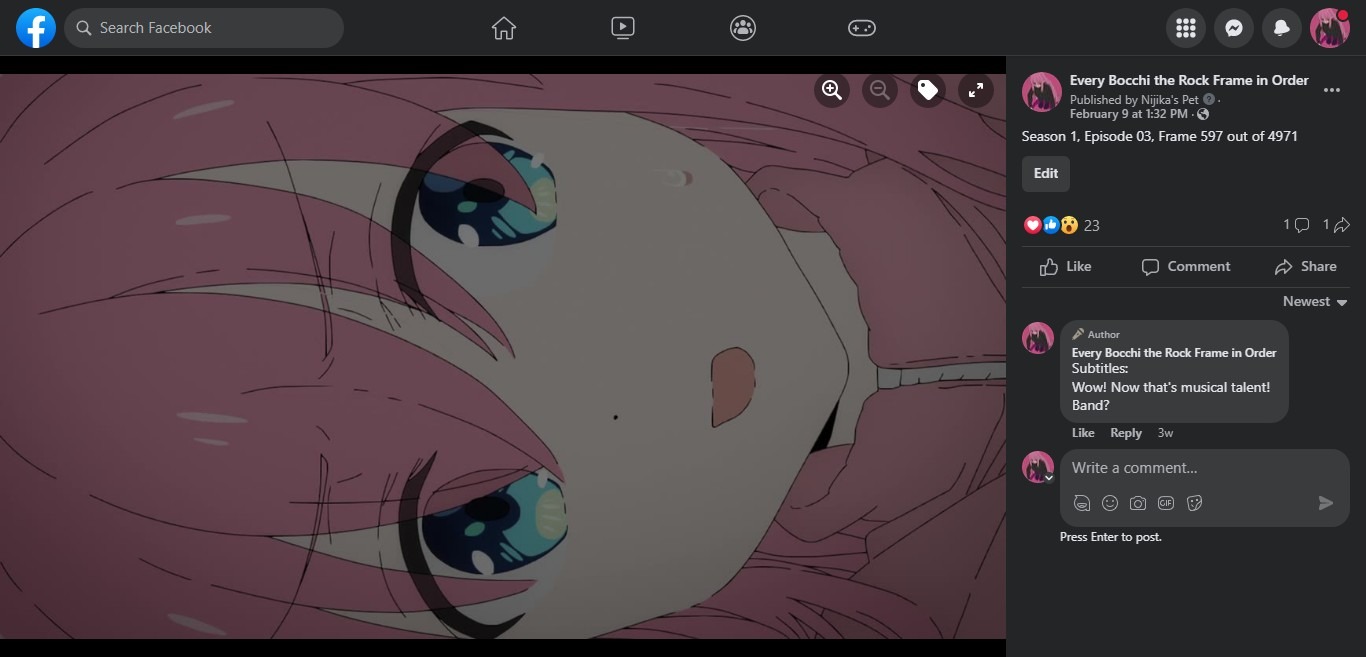 Search Facebook
Every Bocchi the Rock Frame in Order
Published by Nijika's Pet ·
February 9 at 1:32 PM ·
Season 1, Episode 03, Frame 597 out of 4971
Edit
23
1
1
Like
Comment
Share
Newest
Author
Every Bocchi the Rock Frame in Order
Subtitles:
Wow! Now that's musical talent!
Band?
Like Reply 3w
Write a comment...
GIF
Press Enter to post.